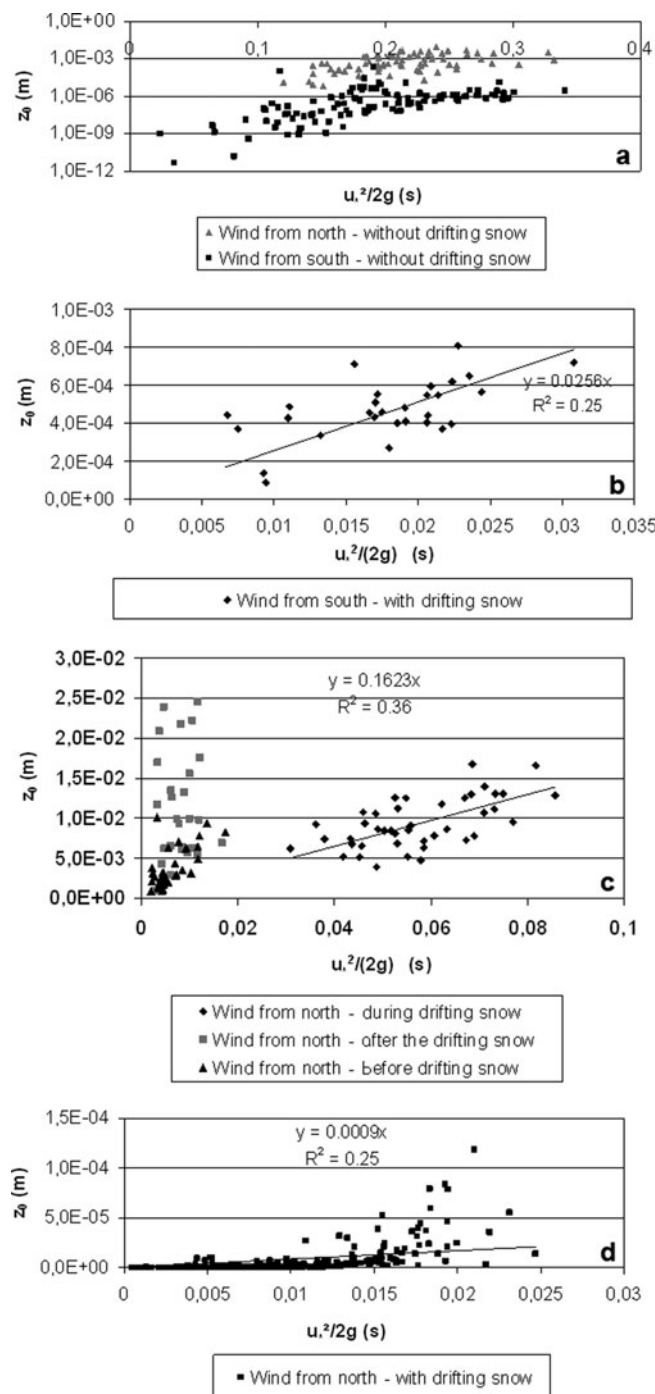 1,0E+00
1,0E-03
1,0E-06
1,0E-09
1,0E-12
0 0,1 0,2 0,3 0,4
z₀ (m)
a
u*²/2g (s)
Wind from north - without drifting snow
Wind from south - without drifting snow
1,0E-03
8,0E-04
6,0E-04
4,0E-04
2,0E-04
0,0E+00
z₀ (m)
y = 0.0256x
R² = 0.25
b
0 0,005 0,01 0,015 0,02 0,025 0,03 0,035
u*²/(2g) (s)
Wind from south - with drifting snow
3,0E-02
2,5E-02
2,0E-02
1,5E-02
1,0E-02
5,0E-03
0,0E+00
z₀ (m)
y = 0.1623x
R² = 0.36
c
0 0,02 0,04 0,06 0,08 0,1
u*²/(2g) (s)
Wind from north - during drifting snow
Wind from north - after the drifting snow
Wind from north - before drifting snow
1,5E-04
1,0E-04
5,0E-05
0,0E+00
z₀ (m)
y = 0.0009x
R² = 0.25
d
0 0,005 0,01 0,015 0,02 0,025 0,03
u*²/2g (s)
Wind from north - with drifting snow